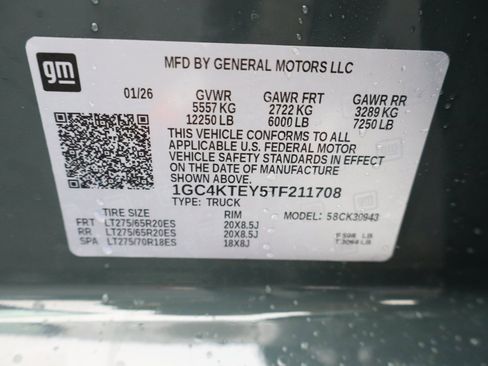 gm
MFD BY GENERAL MOTORS LLC
01/26 GVWR GAWR FRT GAWR RR
5557 KG 2722 KG 3289 KG
12250 LB 6000 LB 7250 LB
THIS VEHICLE CONFORMS TO ALL
APPLICABLE U.S. FEDERAL MOTOR
VEHICLE SAFETY STANDARDS IN EFFECT
ON THE DATE OF MANUFACTURE
SHOWN ABOVE.
1GC4KTEY5TF211708
TYPE: TRUCK MODEL: 58CK30943
TIRE SIZE RIM
FRT LT275/65R20ES 20X8.5J
RR LT275/65R20ES 20X8.5J
SPA LT275/70R18ES 18X8J